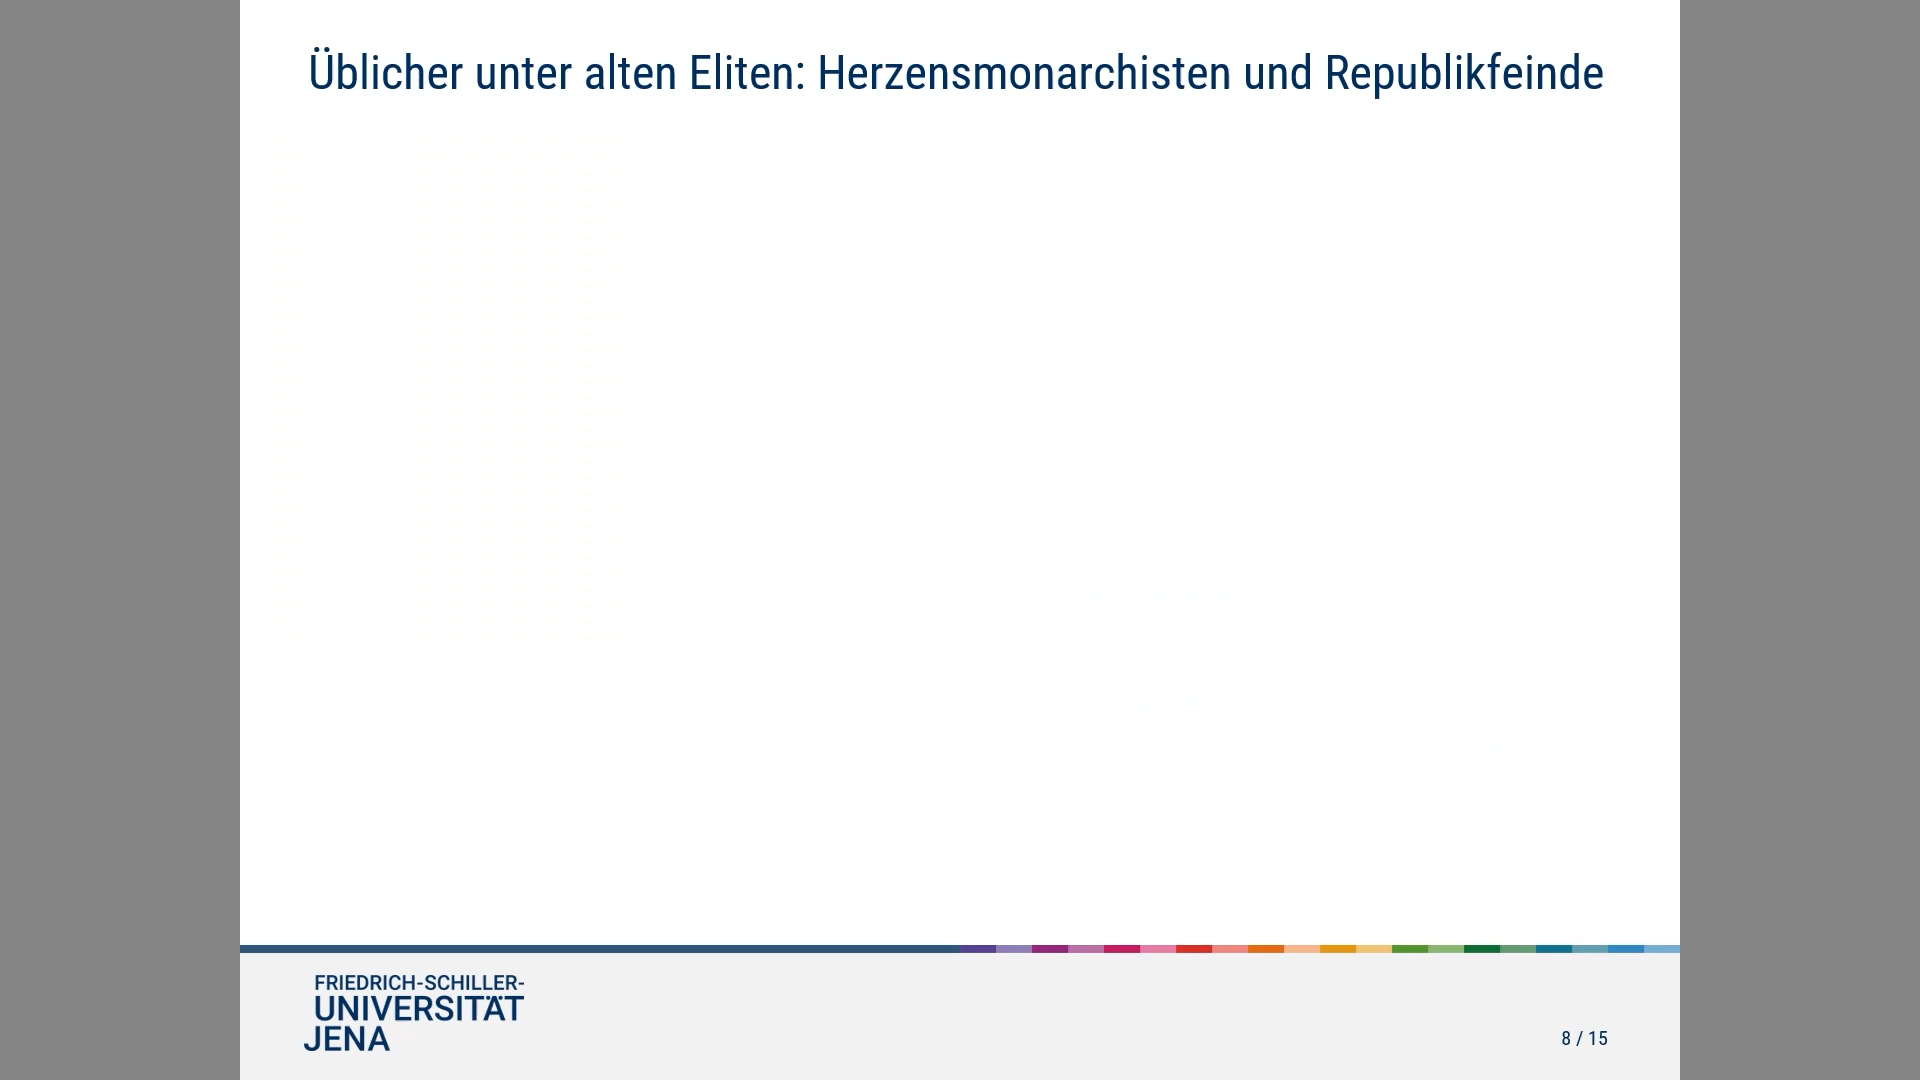 Üblicher unter alten Eliten: Herzensmonarchisten und Republikfeinde
FRIEDRICH-SCHILLER-
UNIVERSITÄT
JENA
8 / 15